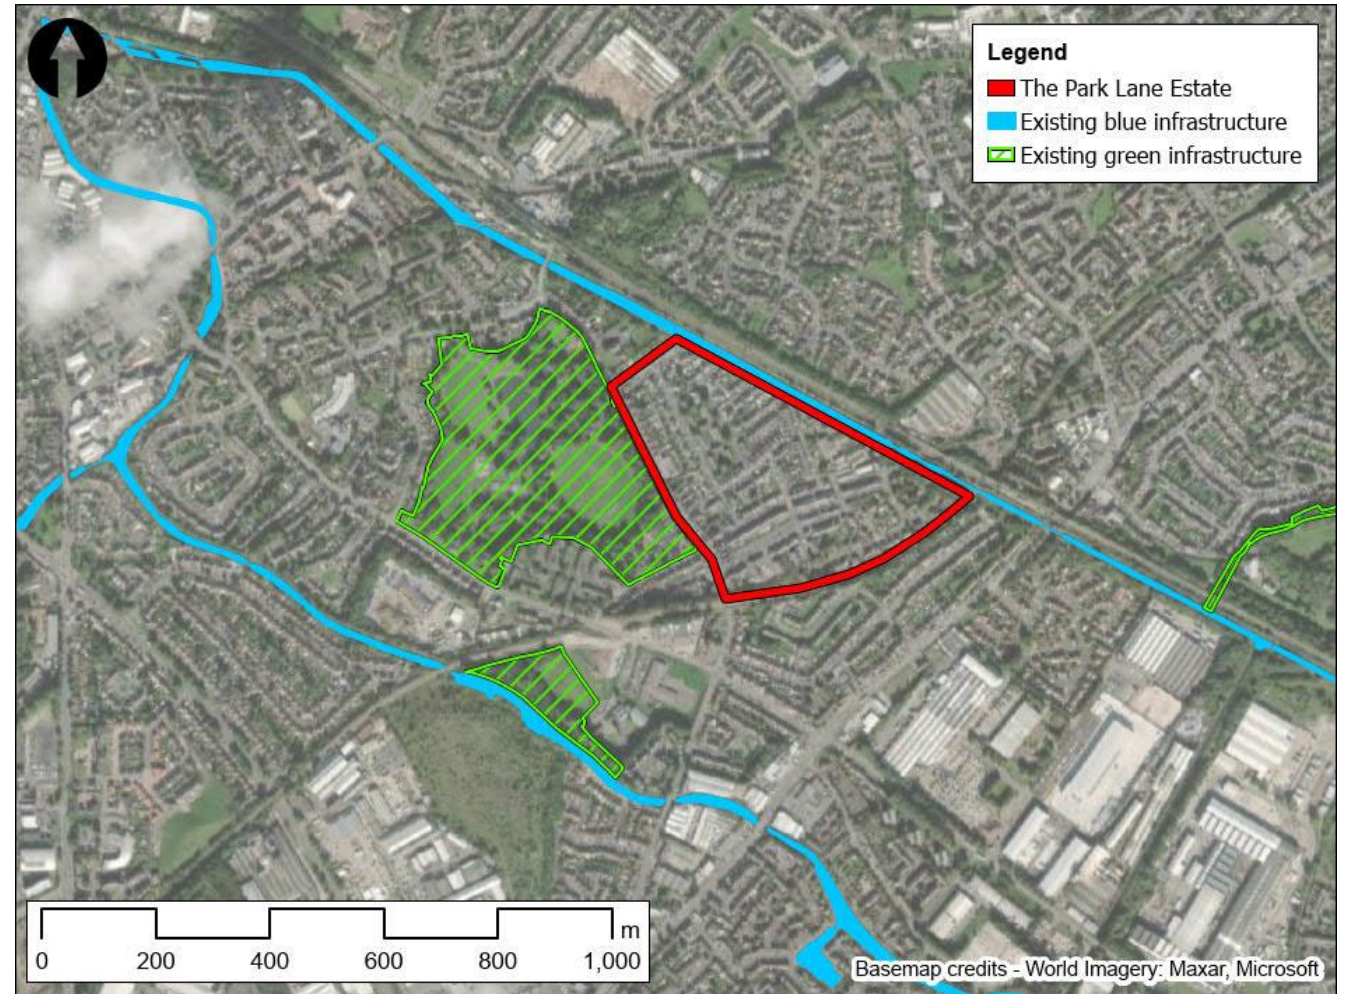 Legend
The Park Lane Estate
Existing blue infrastructure
Existing green infrastructure
m
0 200 400 600 800 1,000
Basemap credits - World Imagery: Maxar, Microsoft